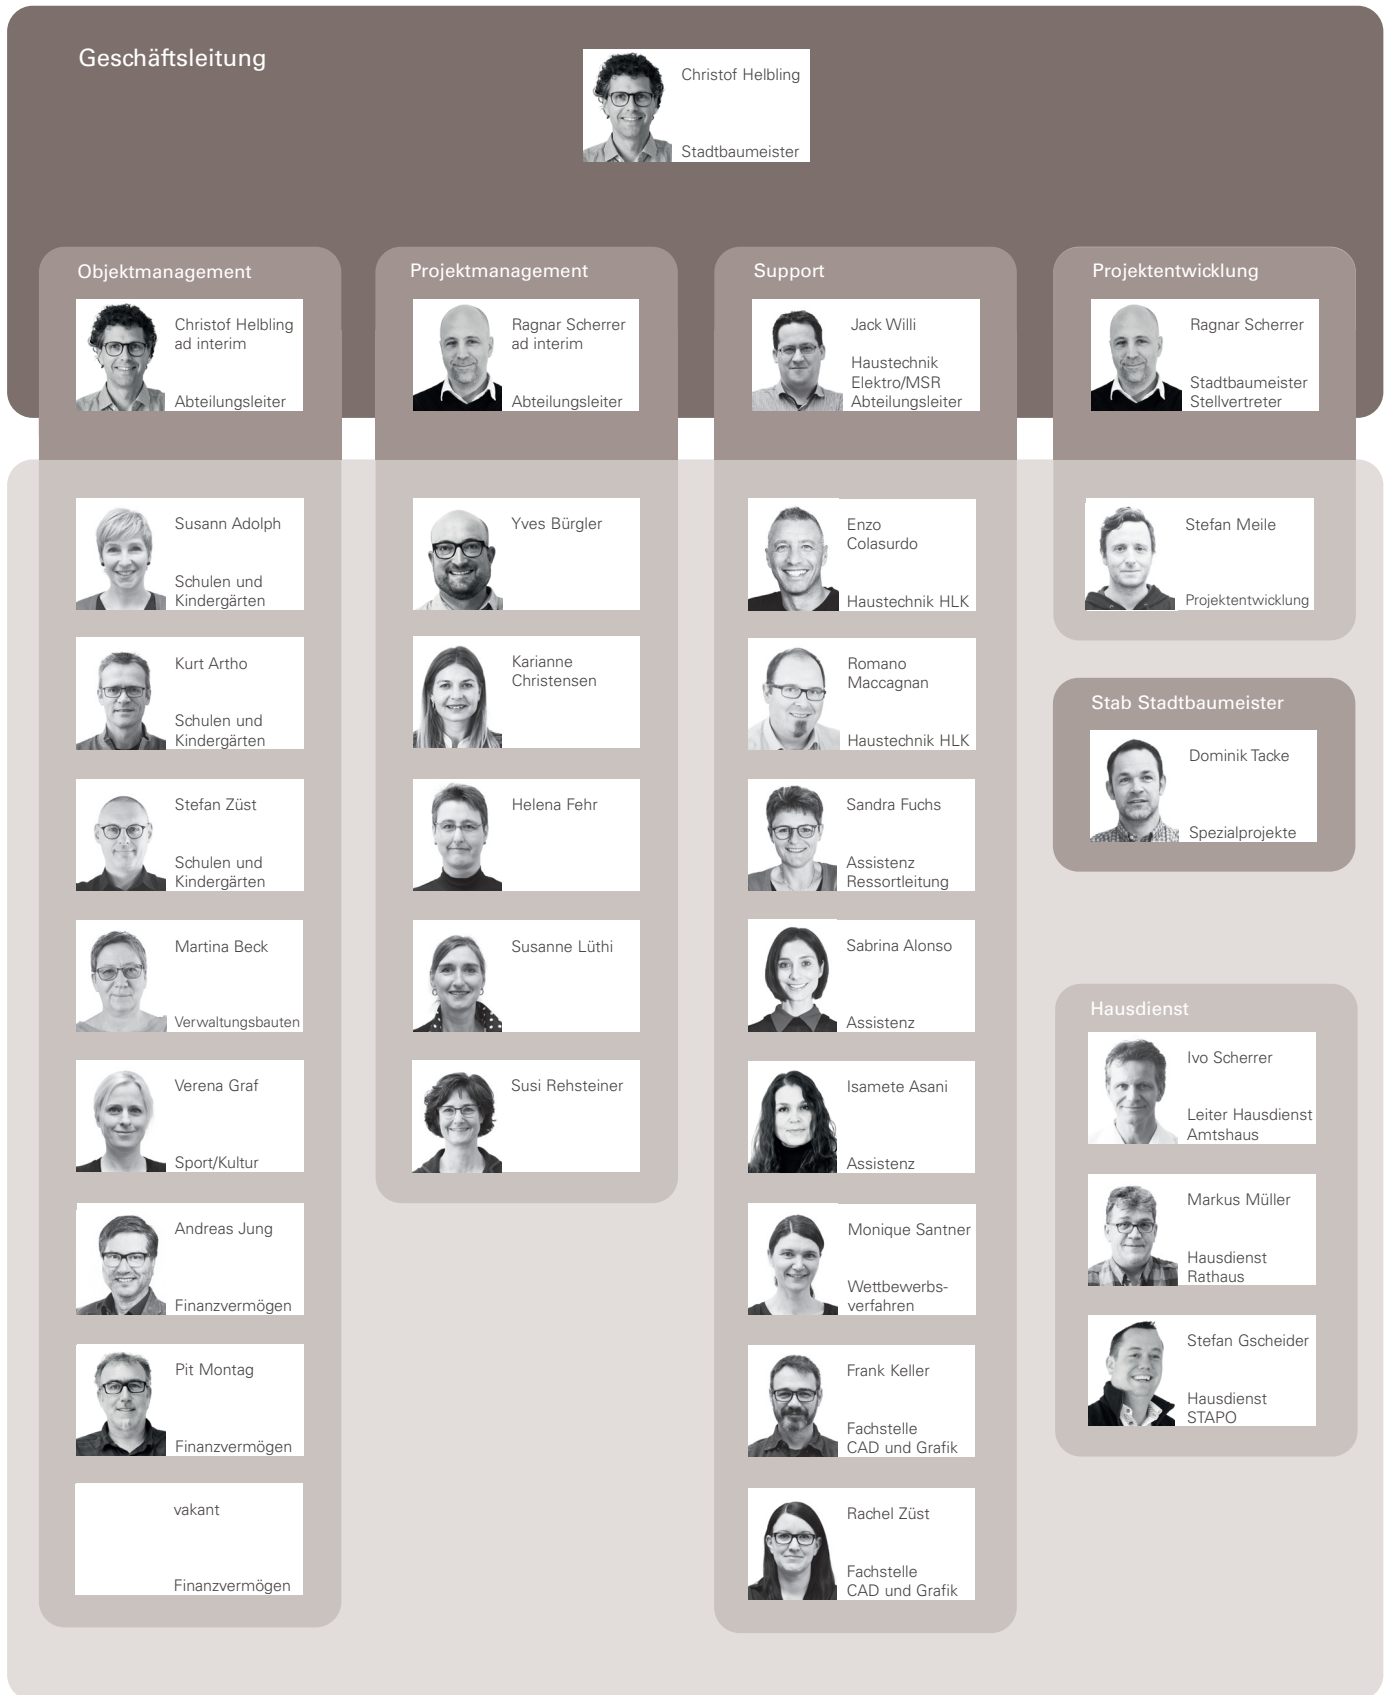 Geschäftsleitung
Christof Helbling
Stadtbaumeister
Objektmanagement
Christof Helbling
ad interim
Abteilungsleiter
Susann Adolph
Schulen und
Kindergärten
Kurt Artho
Schulen und
Kindergärten
Stefan Züst
Schulen und
Kindergärten
Martina Beck
Verwaltungsbauten
Verena Graf
Sport/Kultur
Andreas Jung
Finanzvermögen
Pit Montag
Finanzvermögen
vakant
Finanzvermögen
Projektmanagement
Ragnar Scherrer
ad interim
Abteilungsleiter
Yves Bürgler
Karianne
Christensen
Helena Fehr
Susanne Lüthi
Susi Rehsteiner
Support
Jack Willi
Haustechnik
Elektro/MSR
Abteilungsleiter
Enzo
Colasurdo
Haustechnik HLK
Romano
Maccagnan
Haustechnik HLK
Sandra Fuchs
Assistenz
Ressortleitung
Sabrina Alonso
Assistenz
Isamete Asani
Assistenz
Monique Santner
Wettbewerbs-
verfahren
Frank Keller
Fachstelle
CAD und Grafik
Rachel Züst
Fachstelle
CAD und Grafik
Projektentwicklung
Ragnar Scherrer
Stadtbaumeister
Stellvertreter
Stefan Meile
Projektentwicklung
Stab Stadtbaumeister
Dominik Tacke
Spezialprojekte
Hausdienst
Ivo Scherrer
Leiter Hausdienst
Amtshaus
Markus Müller
Hausdienst
Rathaus
Stefan Gscheider
Hausdienst
STAPO